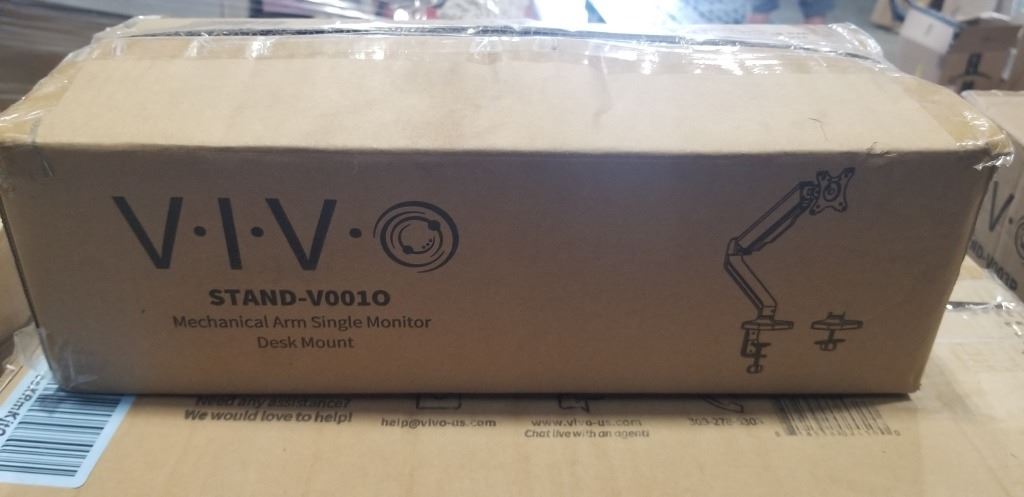 V·I·V·O
STAND-V001O
Mechanical Arm Single Monitor
Desk Mount
Need any assistance?
We would love to help!
help@vivo-us.com
www.vivo-us.com
Chat live with an agent!